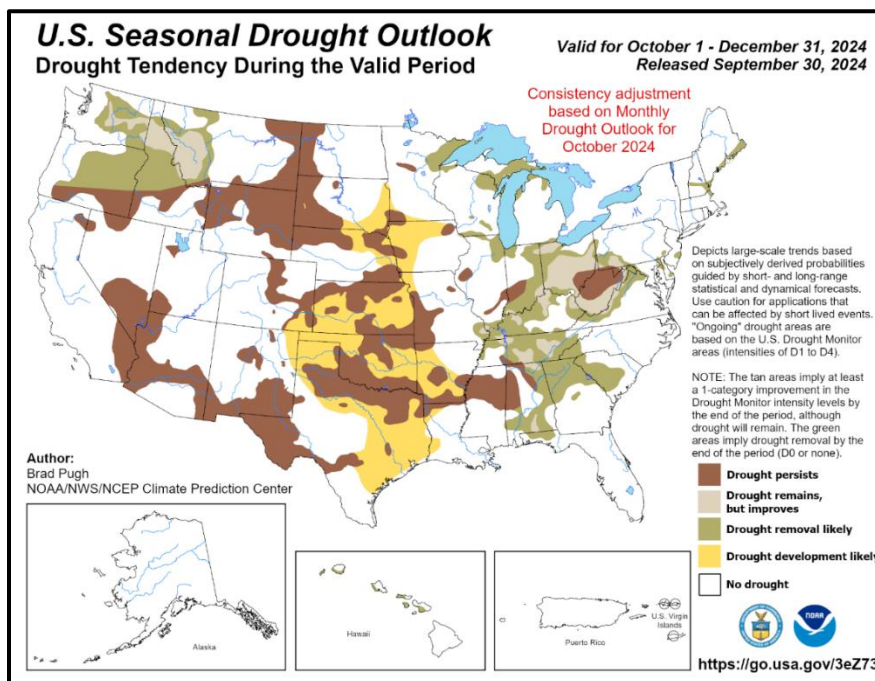 U.S. Seasonal Drought Outlook
Drought Tendency During the Valid Period
Valid for October 1 - December 31, 2024
Released September 30, 2024
Consistency adjustment
based on Monthly
Drought Outlook for
October 2024
Depicts large-scale trends based
on subjectively derived probabilities
guided by short- and long-range
statistical and dynamical forecasts.
Use caution for applications that
can be affected by short lived events.
"Ongoing" drought areas are
based on the U.S. Drought Monitor
areas (intensities of D1 to D4).
NOTE: The tan areas imply at least
a 1-category improvement in the
Drought Monitor intensity levels by
the end of the period, although
drought will remain. The green
areas imply drought removal by the
end of the period (D0 or none).
Author:
Brad Pugh
NOAA/NWS/NCEP Climate Prediction Center
Drought persists
Drought remains,
but improves
Drought removal likely
Drought development likely
No drought
Alaska
Hawaii
Puerto Rico
U.S. Virgin
Islands
NOAA
https://go.usa.gov/3eZ73